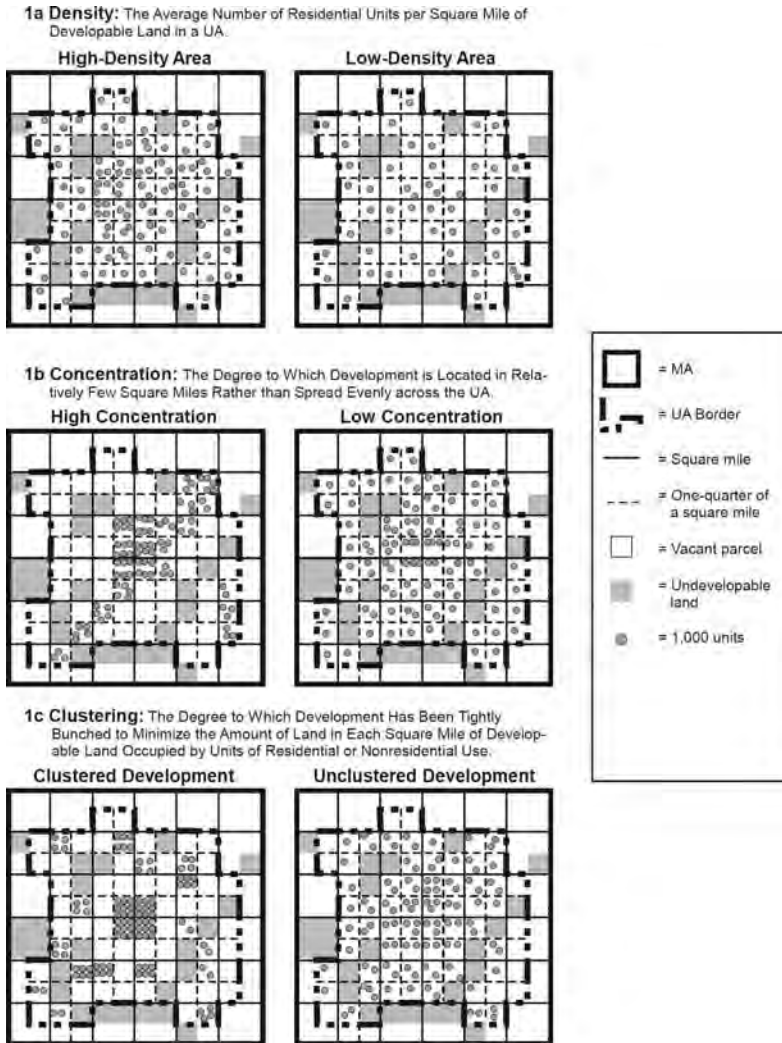 1a Density: The Average Number of Residential Units per Square Mile of
Developable Land in a UA.
High-Density Area
Low-Density Area
1b Concentration: The Degree to Which Development is Located in Rela-
tively Few Square Miles Rather than Spread Evenly across the UA.
High Concentration
Low Concentration
1c Clustering: The Degree to Which Development Has Been Tightly
Bunched to Minimize the Amount of Land in Each Square Mile of Develop-
able Land Occupied by Units of Residential or Nonresidential Use.
Clustered Development
Unclustered Development
= MA
= UA Border
= Square mile
= One-quarter of
a square mile
= Vacant parcel
= Undevelopable
land
= 1,000 units